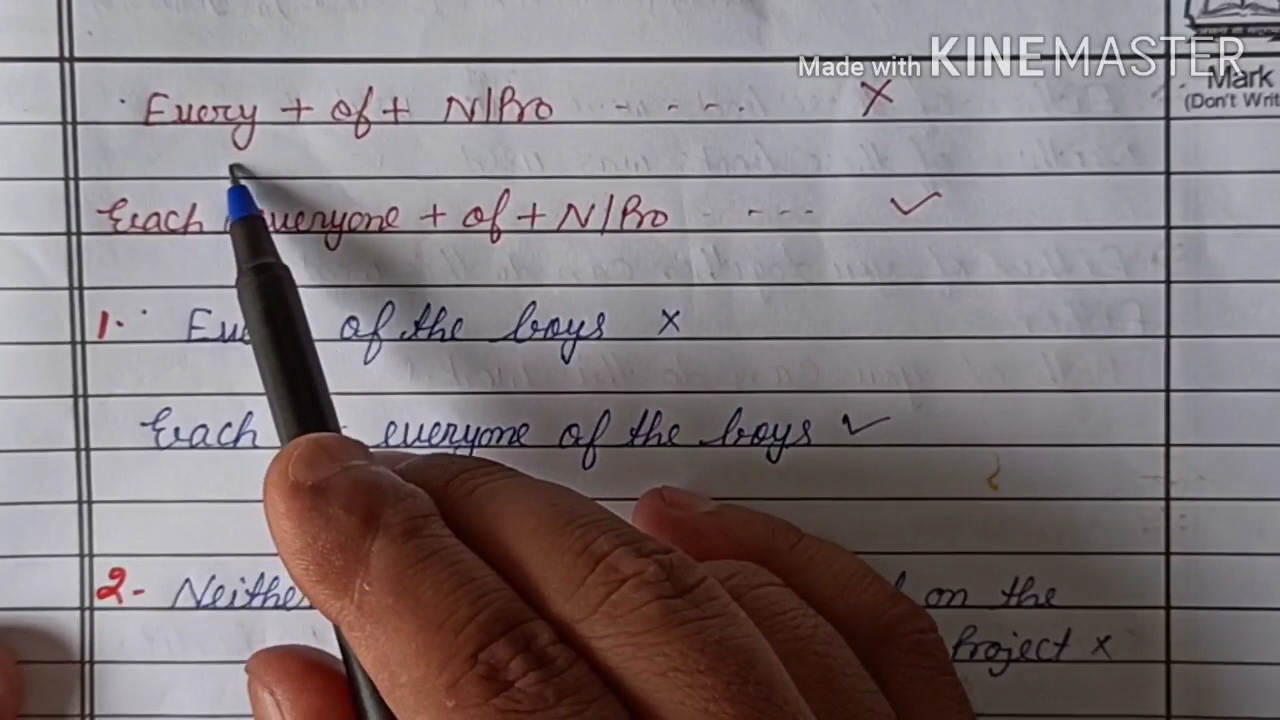 Made with KINEMASTER
Mark
(Don't Writ
Every + of + N/Pro - - - - X
Each everyone + of + N/Pro - - - - ✓
1. of the boys ×
Each everyone of the boys ✓
2- on the
Project ×